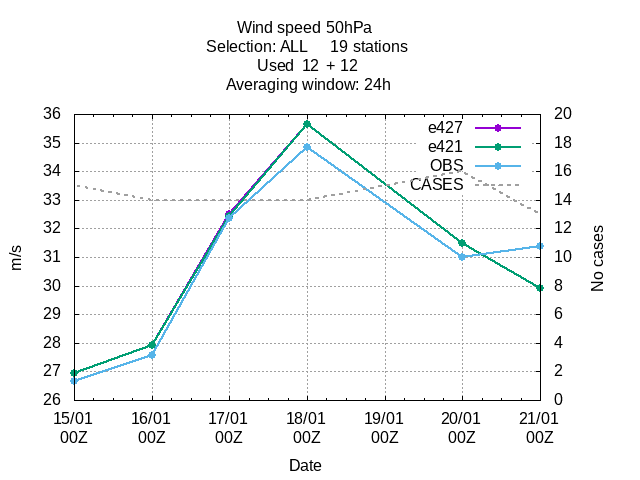 Wind speed 50hPa
Selection: ALL     19 stations
Used  12  + 12
Averaging window: 24h
36
35
34
33
32
31
30
29
28
27
26
20
18
16
14
12
10
8
6
4
2
0
e427
e421
OBS
CASES
m/s
No cases
15/01 16/01 17/01 18/01 19/01 20/01 21/01
00Z 00Z 00Z 00Z 00Z 00Z 00Z
Date